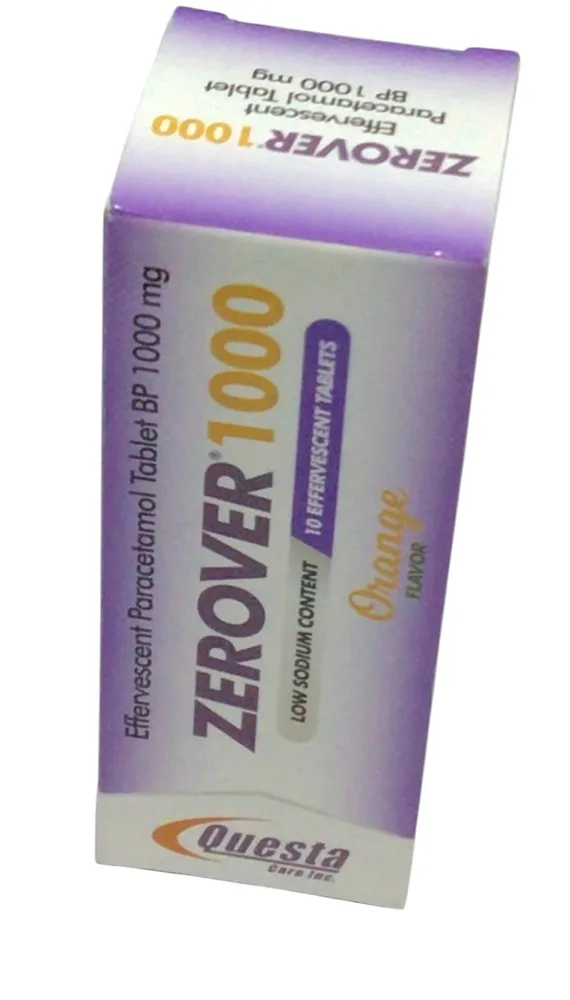 ZEROVER 1000
Effervescent
Paracetamol Tablet
BP 1000 mg
Effervescent Paracetamol Tablet BP 1000 mg
ZEROVER® 1000
LOW SODIUM CONTENT 10 EFFERVESCENT TABLETS
Orange
FLAVOR
Questa
Care Inc.